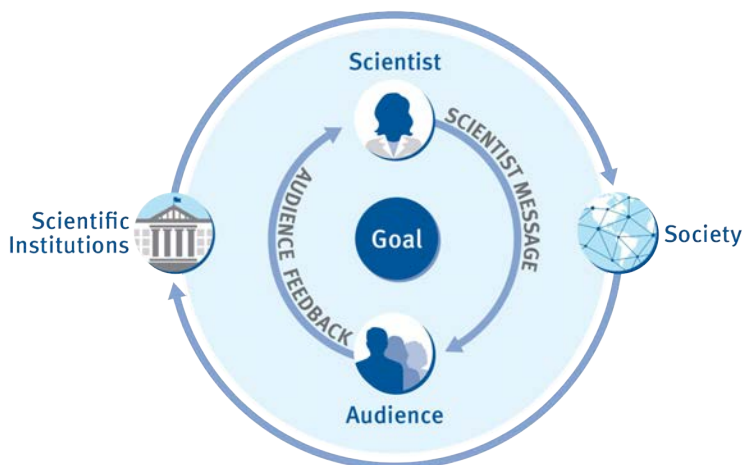 Scientist
SCIENTIST MESSAGE
AUDIENCE FEEDBACK
Scientific
Institutions
Goal
Society
Audience